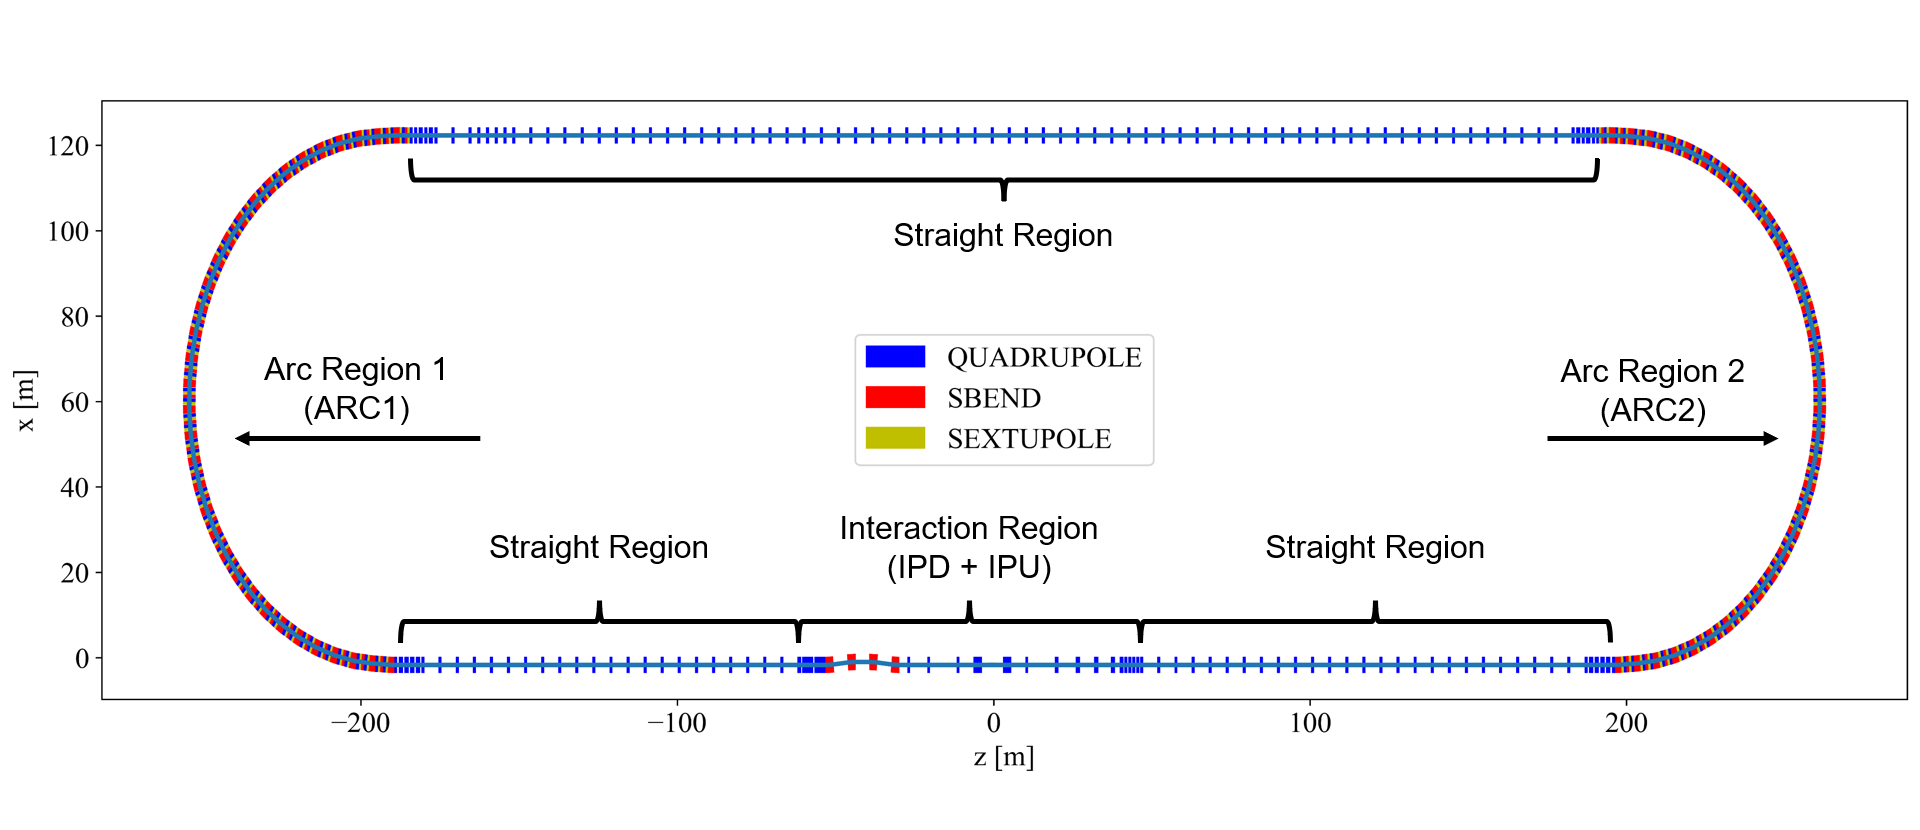 120
100
80
60
40
20
0
x [m]
Straight Region
Arc Region 1
(ARC1)
QUADRUPOLE
SBEND
SEXTUPOLE
Arc Region 2
(ARC2)
Straight Region
Interaction Region
(IPD + IPU)
Straight Region
−200
−100
0
100
200
z [m]